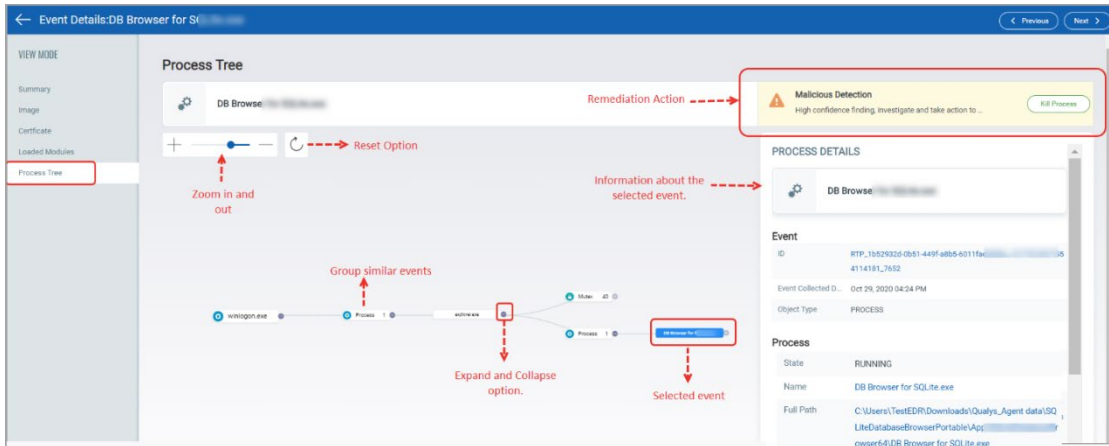 Event Details:DB Browser for S
Previous
Next
VIEW MODE
Summary
Image
Certficate
Loaded Modules
Process Tree
Process Tree
DB Browse
Remediation Action
Malicious Detection
High confidence finding, investigate and take action to ...
Kill Process
Reset Option
Zoom in and
out
PROCESS DETAILS
Information about the
selected event.
DB Browse
Event
ID
RTP_1b52932d-0b51-449f-a8b5-6011fa
4114181_7652
Event Collected D...
Oct 29, 2020 04:24 PM
Object Type
PROCESS
Group similar events
winlogon.exe
Process 1
explorer.exe
Mutex 40
Process 1
DB Browser for
Expand and Collapse
option.
Selected event
Process
State
RUNNING
Name
DB Browser for SQLite.exe
Full Path
C:\Users\TestEDR\Downloads\Qualys_Agent data\SQ
LiteDatabaseBrowserPortable\App
owser64\DB Browser for SQLite.exe